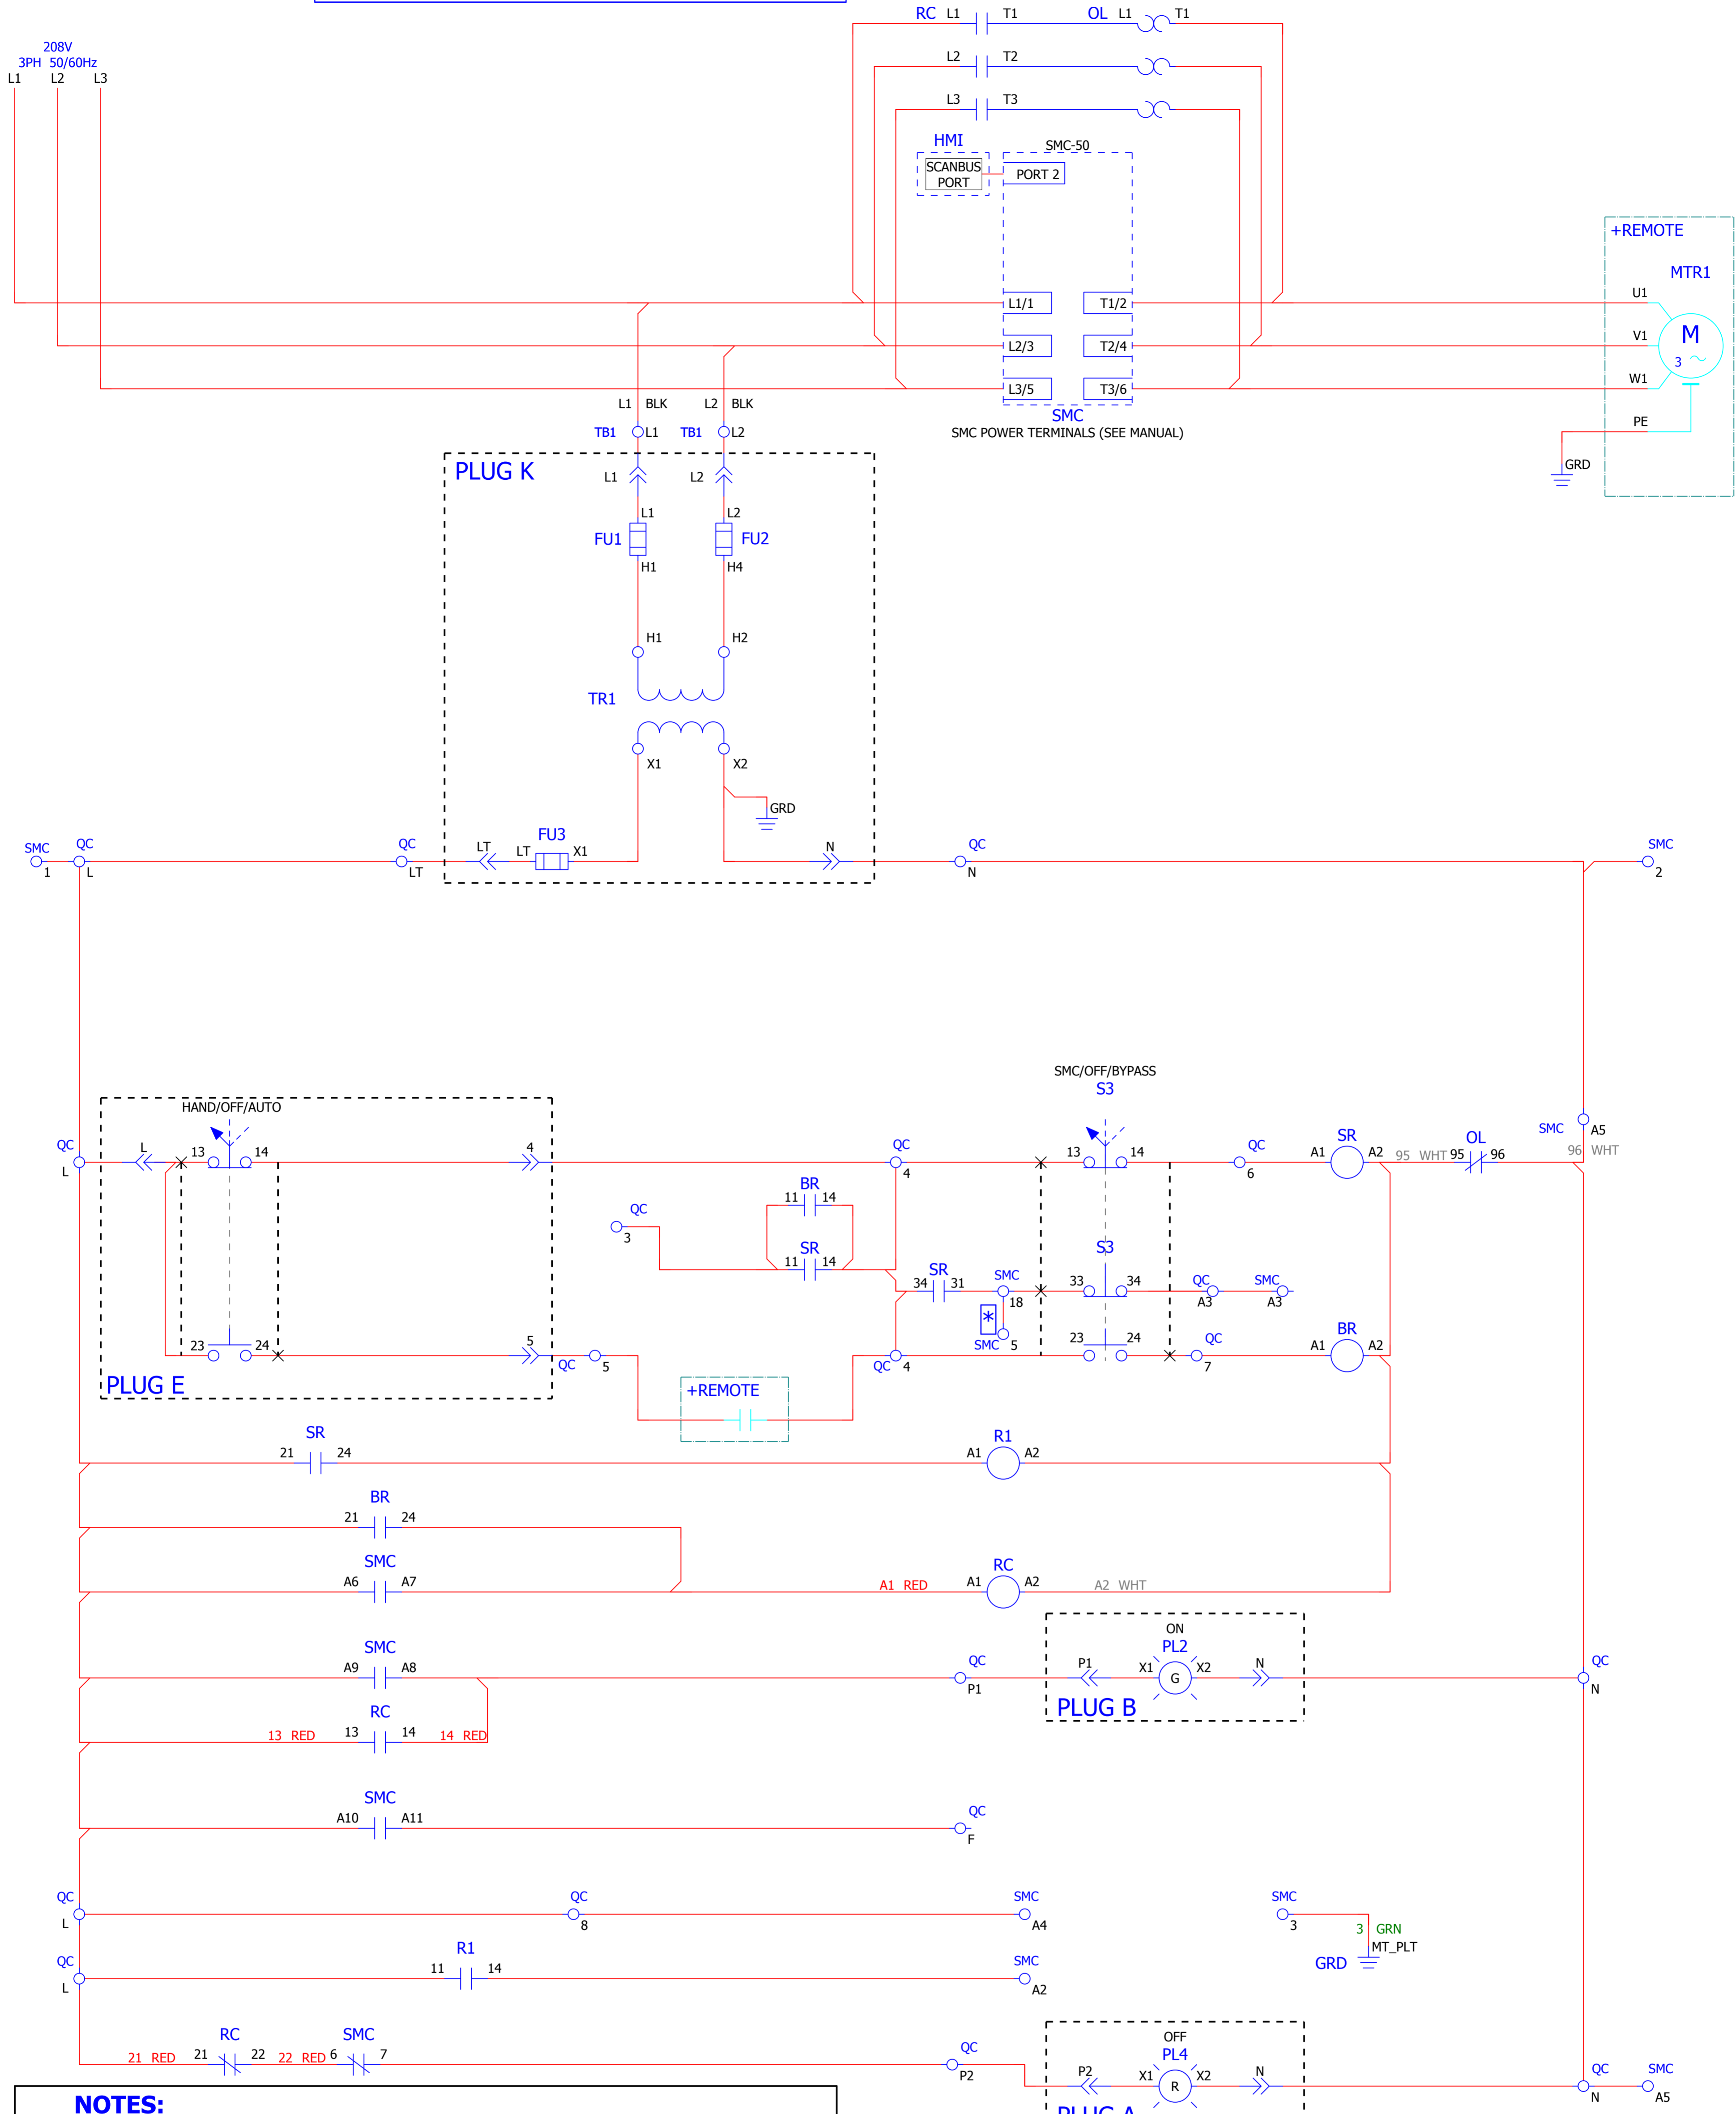 RC L1 T1 OL L1 T1
208V
3PH 50/60Hz
L1 L2 L3
L2 T2
L3 T3
HMI
SMC-50
SCANBUS
PORT
PORT 2
+REMOTE
MTR1
L1/1 T1/2 U1
L2/3 T2/4 V1
M
3
L3/5 T3/6 W1
SMC
SMC POWER TERMINALS (SEE MANUAL)
L1 BLK L2 BLK
TB1 L1 TB1 L2
PE
GRD
PLUG K
L1 L2
L1 L2
FU1 FU2
H1 H4
H1 H2
TR1
X1 X2
GRD
SMC QC QC FU3 QC SMC
LT LT X1 N
1 L LT N 2
SMC/OFF/BYPASS
S3
HAND/OFF/AUTO
SMC A5
QC L 13 14 4 QC 13 14 QC SR OL
A1 A2 95 WHT 95 96 96 WHT
L 4 6
BR
11 14
QC
3
SR
11 14
S3
SR SMC QC SMC
34 31 33 34
18 A3 A3
*
SMC 5
23 24 5 23 24 QC BR
A1 A2
QC 5 QC 4 7
PLUG E
+REMOTE
SR R1
21 24 A1 A2
BR
21 24
SMC RC
A6 A7 A1 RED A1 A2 A2 WHT
ON
SMC PL2
A9 A8 QC P1 X1 X2 N QC
G
P1 N
PLUG B
RC
13 RED 13 14 14 RED
SMC
A10 A11 QC
F
QC QC SMC SMC
L 8 A4 3
3 GRN
MT_PLT
GRD
QC R1 SMC
11 14
L A2
OFF
RC SMC PL4
21 RED 21 22 22 RED 6 7 QC P2 X1 X2 N QC SMC
R
P2 N A5
PLUG A
NOTES: